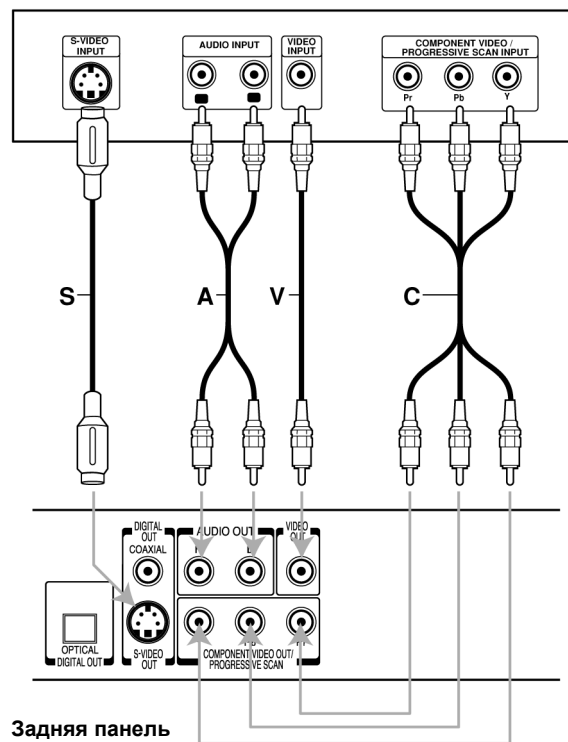 S-VIDEO
INPUT
AUDIO INPUT
VIDEO
INPUT
COMPONENT VIDEO /
PROGRESSIVE SCAN INPUT
Pr
Pb
Y
S
A
V
C
DIGITAL
OUT
COAXIAL
AUDIO OUT
VIDEO
OUT
OPTICAL
DIGITAL OUT
S-VIDEO
OUT
COMPONENT VIDEO OUT/
PROGRESSIVE SCAN
Задняя панель